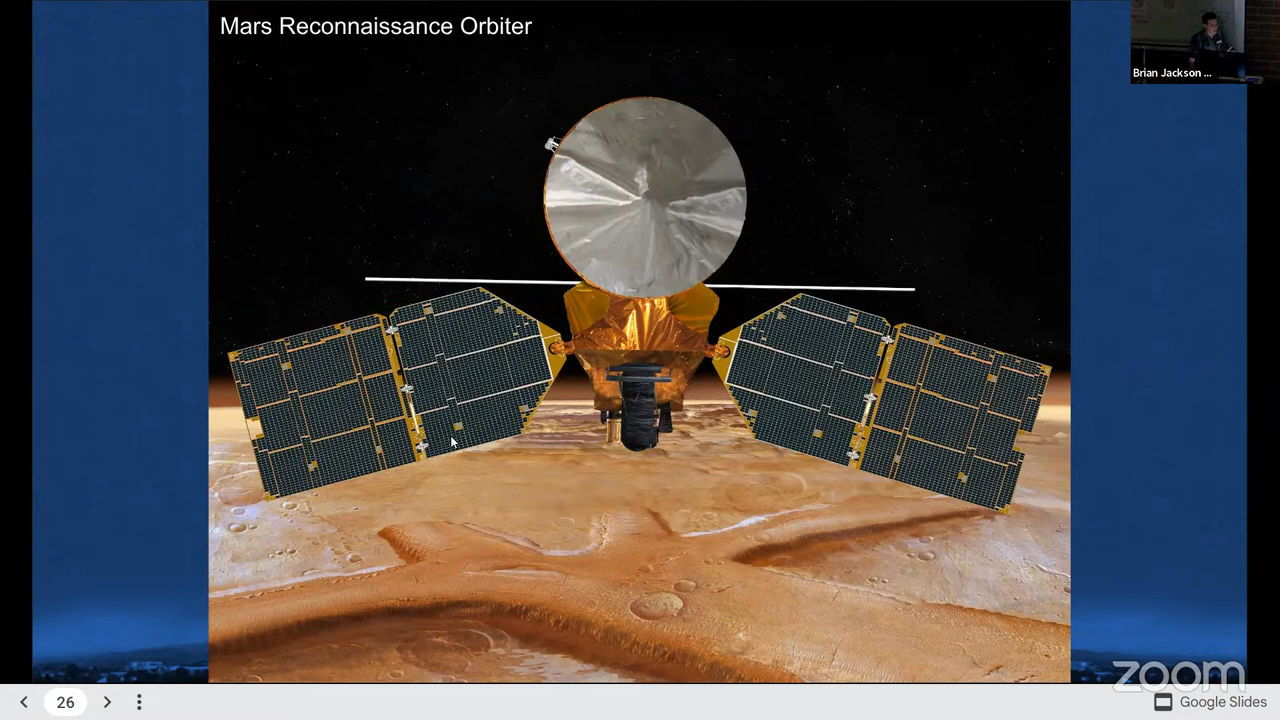 Mars Reconnaissance Orbiter
Brian Jackson ...
zoom
26
Google Slides